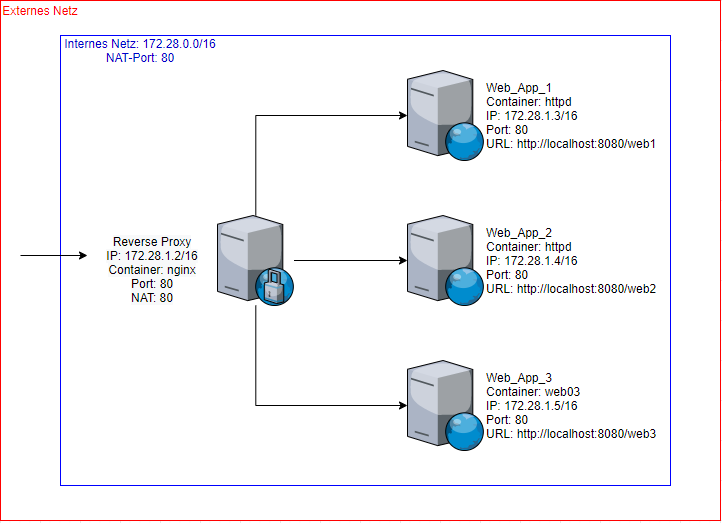 Externes Netz
Internes Netz: 172.28.0.0/16
NAT-Port: 80
Web_App_1
Container: httpd
IP: 172.28.1.3/16
Port: 80
URL: http://localhost:8080/web1
Reverse Proxy
IP: 172.28.1.2/16
Container: nginx
Port: 80
NAT: 80
Web_App_2
Container: httpd
IP: 172.28.1.4/16
Port: 80
URL: http://localhost:8080/web2
Web_App_3
Container: web03
IP: 172.28.1.5/16
Port: 80
URL: http://localhost:8080/web3